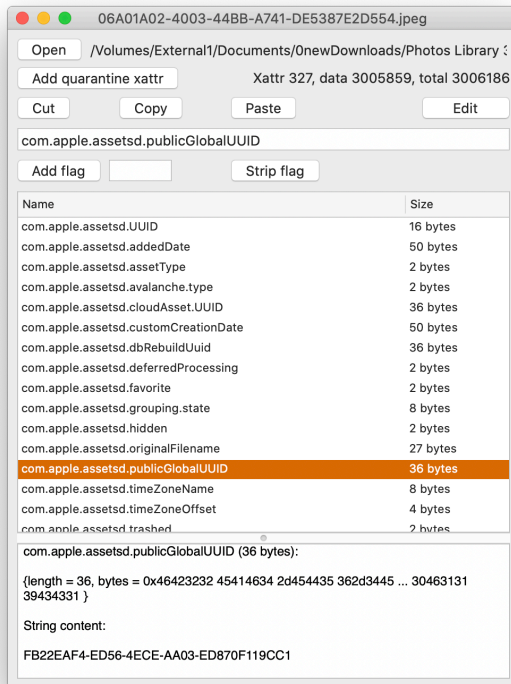 06A01A02-4003-44BB-A741-DE5387E2D554.jpeg
Open /Volumes/External1/Documents/0newDownloads/Photos Library
Add quarantine xattr Xattr 327, data 3005859, total 3006186
Cut Copy Paste Edit
com.apple.assetsd.publicGlobalUUID
Add flag Strip flag
Name Size
com.apple.assetsd.UUID 16 bytes
com.apple.assetsd.addedDate 50 bytes
com.apple.assetsd.assetType 2 bytes
com.apple.assetsd.avalanche.type 2 bytes
com.apple.assetsd.cloudAsset.UUID 36 bytes
com.apple.assetsd.customCreationDate 50 bytes
com.apple.assetsd.dbRebuildUuid 36 bytes
com.apple.assetsd.deferredProcessing 2 bytes
com.apple.assetsd.favorite 2 bytes
com.apple.assetsd.grouping.state 8 bytes
com.apple.assetsd.hidden 2 bytes
com.apple.assetsd.originalFilename 27 bytes
com.apple.assetsd.publicGlobalUUID 36 bytes
com.apple.assetsd.timeZoneName 8 bytes
com.apple.assetsd.timeZoneOffset 4 bytes
com.apple.assetsd.trashed 2 bytes
com.apple.assetsd.publicGlobalUUID (36 bytes):
{length = 36, bytes = 0x46423232 45414634 2d454435 362d3445 ... 30463131
39434331 }
String content:
FB22EAF4-ED56-4ECE-AA03-ED870F119CC1